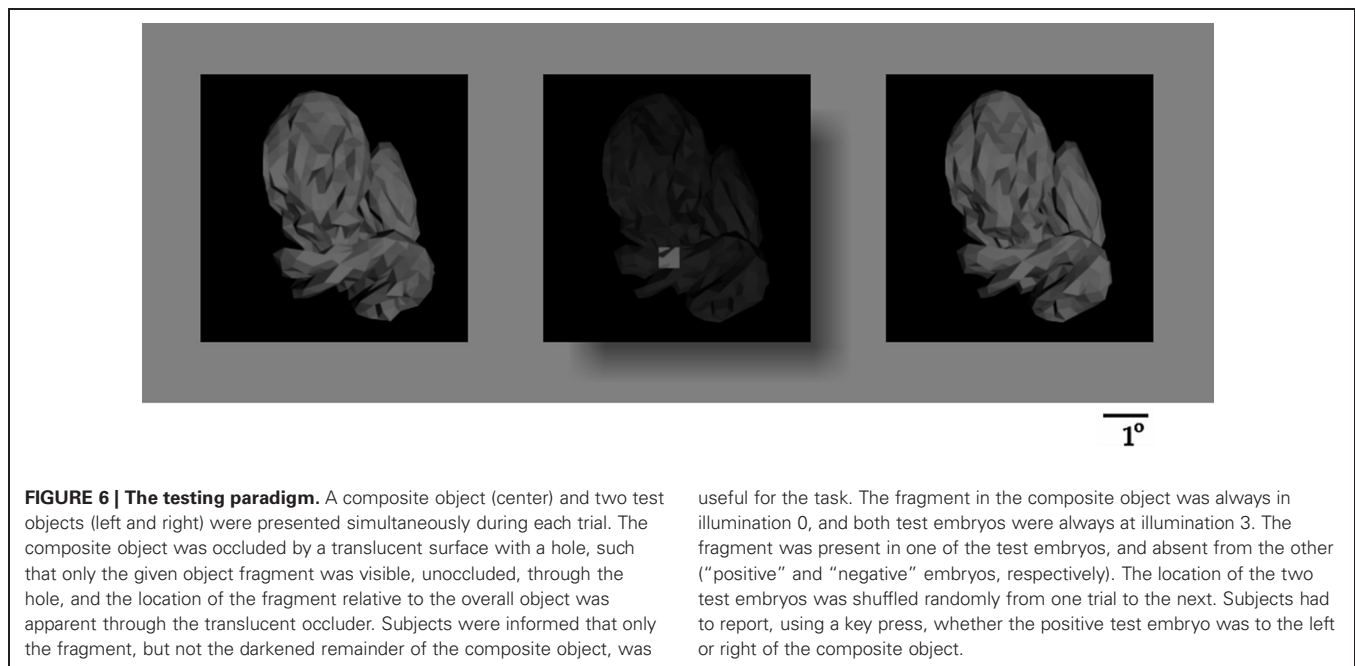 1°
FIGURE 6 | The testing paradigm. A composite object (center) and two test
objects (left and right) were presented simultaneously during each trial. The
composite object was occluded by a translucent surface with a hole, such
that only the given object fragment was visible, unoccluded, through the
hole, and the location of the fragment relative to the overall object was
apparent through the translucent occluder. Subjects were informed that only
the fragment, but not the darkened remainder of the composite object, was
useful for the task. The fragment in the composite object was always in
illumination 0, and both test embryos were always at illumination 3. The
fragment was present in one of the test embryos, and absent from the other
(“positive” and “negative” embryos, respectively). The location of the two
test embryos was shuffled randomly from one trial to the next. Subjects had
to report, using a key press, whether the positive test embryo was to the left
or right of the composite object.